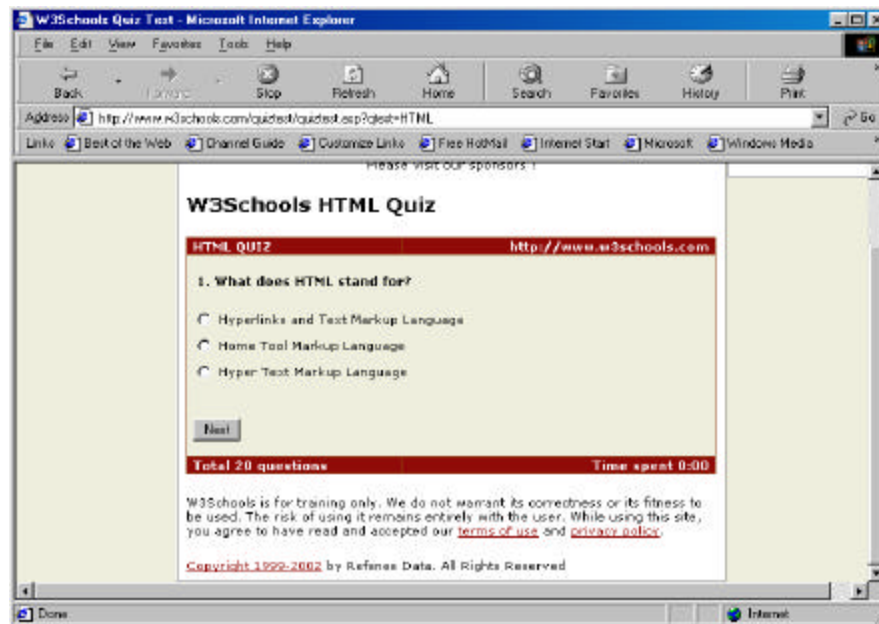 W3Schools Quiz Test - Microsoft Internet Explorer
File Edit View Favorites Tools Help
Back Forward Stop Refresh Home Search Favorites History Print
Address http://www.w3schools.com/quiztest/quiztest.asp?qtest=HTML Go
Links Best of the Web Channel Guide Customize Links Free HotMail Internet Start Microsoft Windows Media
Please visit our sponsors !
W3Schools HTML Quiz
HTML QUIZ http://www.w3schools.com
1. What does HTML stand for?
Hyperlinks and Text Markup Language
Home Tool Markup Language
Hyper Text Markup Language
Next
Total 20 questions Time spent 0:00
W3Schools is for training only. We do not warrant its correctness or its fitness to
be used. The risk of using it remains entirely with the user. While using this site,
you agree to have read and accepted our terms of use and privacy policy.
Copyright 1999-2002 by Refsnes Data. All Rights Reserved
Done Internet